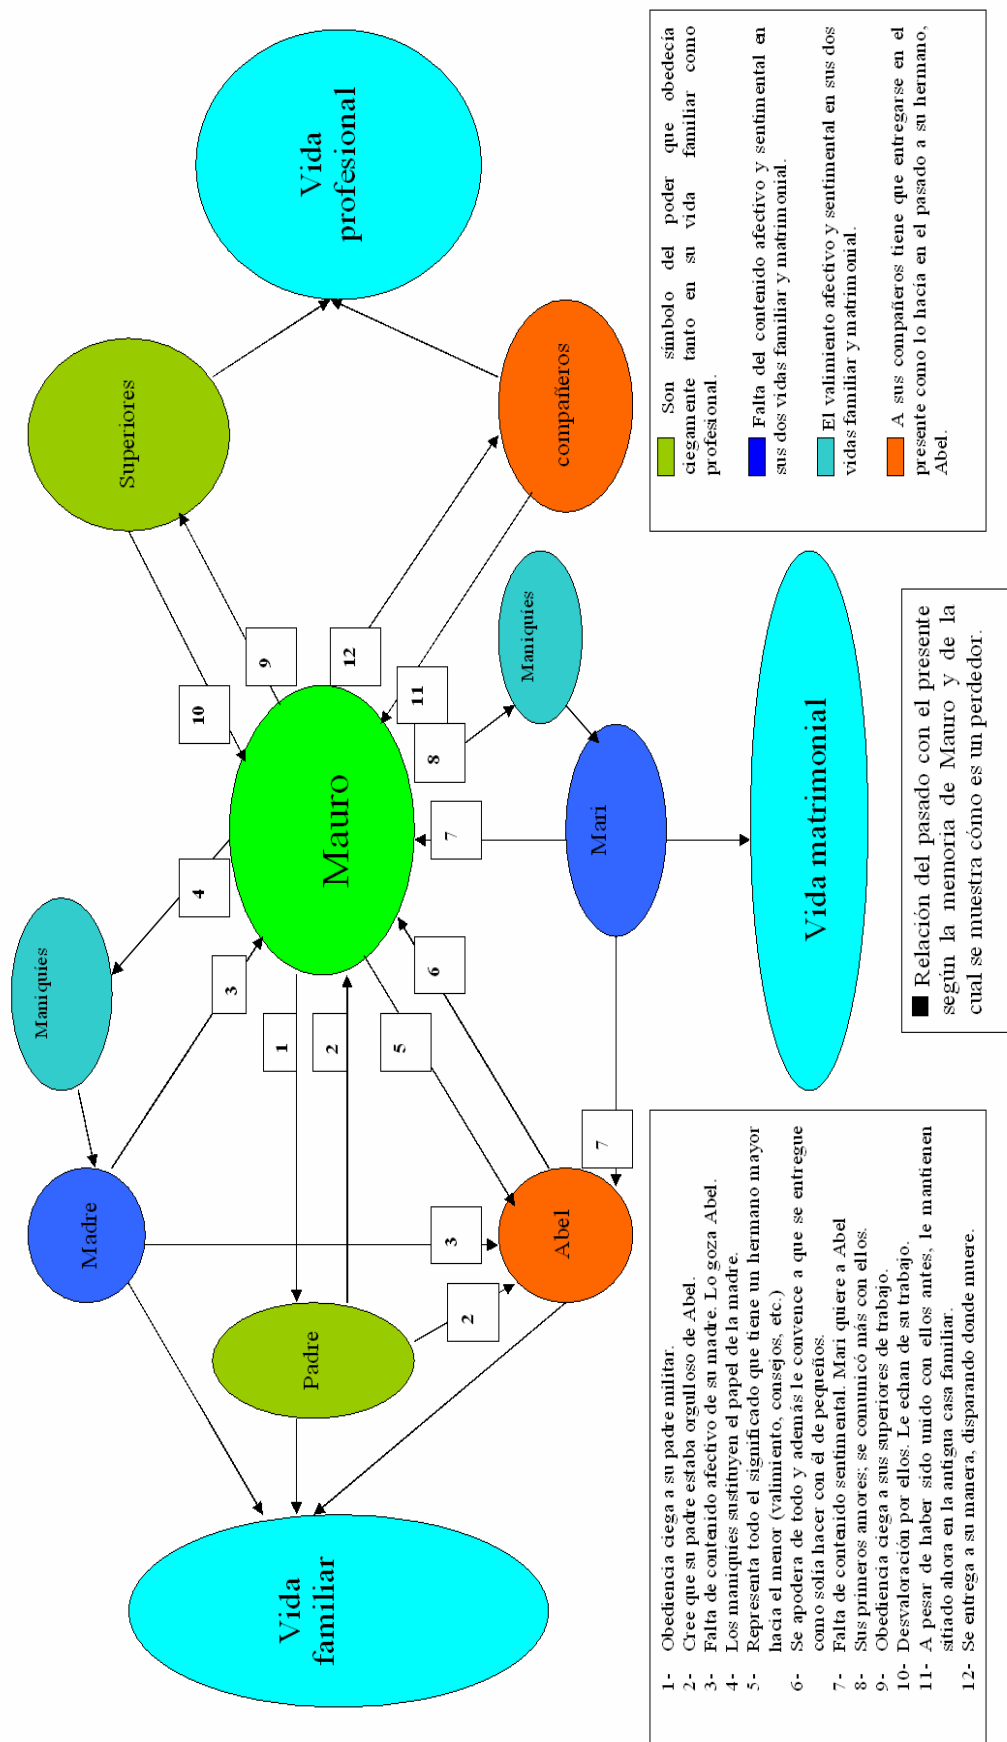 Vida
familiar
Madre
Padre
Abel
Maniquíes
Mauro
Mari
Maniquíes
Superiores
compañeros
Vida
profesional
Vida matrimonial
1
2
2
3
3
4
5
6
7
7
8
9
10
11
12
1- Obediencia ciega a su padre militar.
2- Cree que su padre estaba orgulloso de Abel.
3- Falta de contenido afectivo de su madre. Lo goza Abel.
4- Los maniquíes sustituyen el papel de la madre.
5- Representa todo el significado que tiene un hermano mayor
hacia el menor (valimiento, consejos, etc.)
6- Se apodera de todo y además le convence a que se entregue
como solía hacer con él de pequeños.
7- Falta de contenido sentimental. Mari quiere a Abel
8- Sus primeros amores; se comunicó más con ellos.
9- Obediencia ciega a sus superiores de trabajo.
10- Desvaloración por ellos. Le echan de su trabajo.
11- A pesar de haber sido unido con ellos antes, le mantienen
sitiado ahora en la antigua casa familiar.
12- Se entrega a su manera, disparando donde muere.
Relación del pasado con el presente
según la memoria de Mauro y de la
cual se muestra cómo es un perdedor.
Son símbolo del poder que obedecía
ciegamente tanto en su vida familiar como
profesional.
Falta del contenido afectivo y sentimental en
sus dos vidas familiar y matrimonial.
El valimiento afectivo y sentimental en sus dos
vidas familiar y matrimonial.
A sus compañeros tiene que entregarse en el
presente como lo hacía en el pasado a su hermano,
Abel.